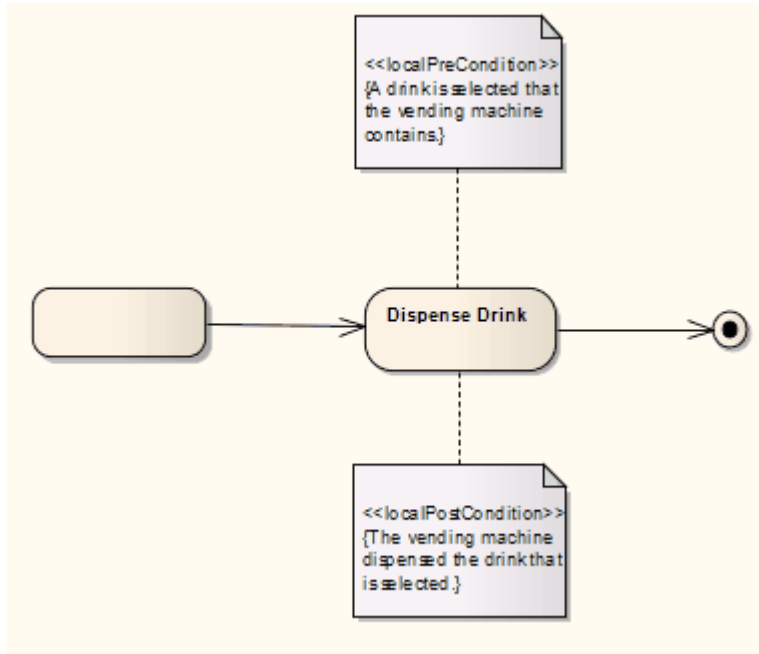 <<localPreCondition>>
{A drink is selected that
the vending machine
contains.}
Dispense Drink
<<localPostCondition>>
{The vending machine
dispensed the drink that
is selected.}